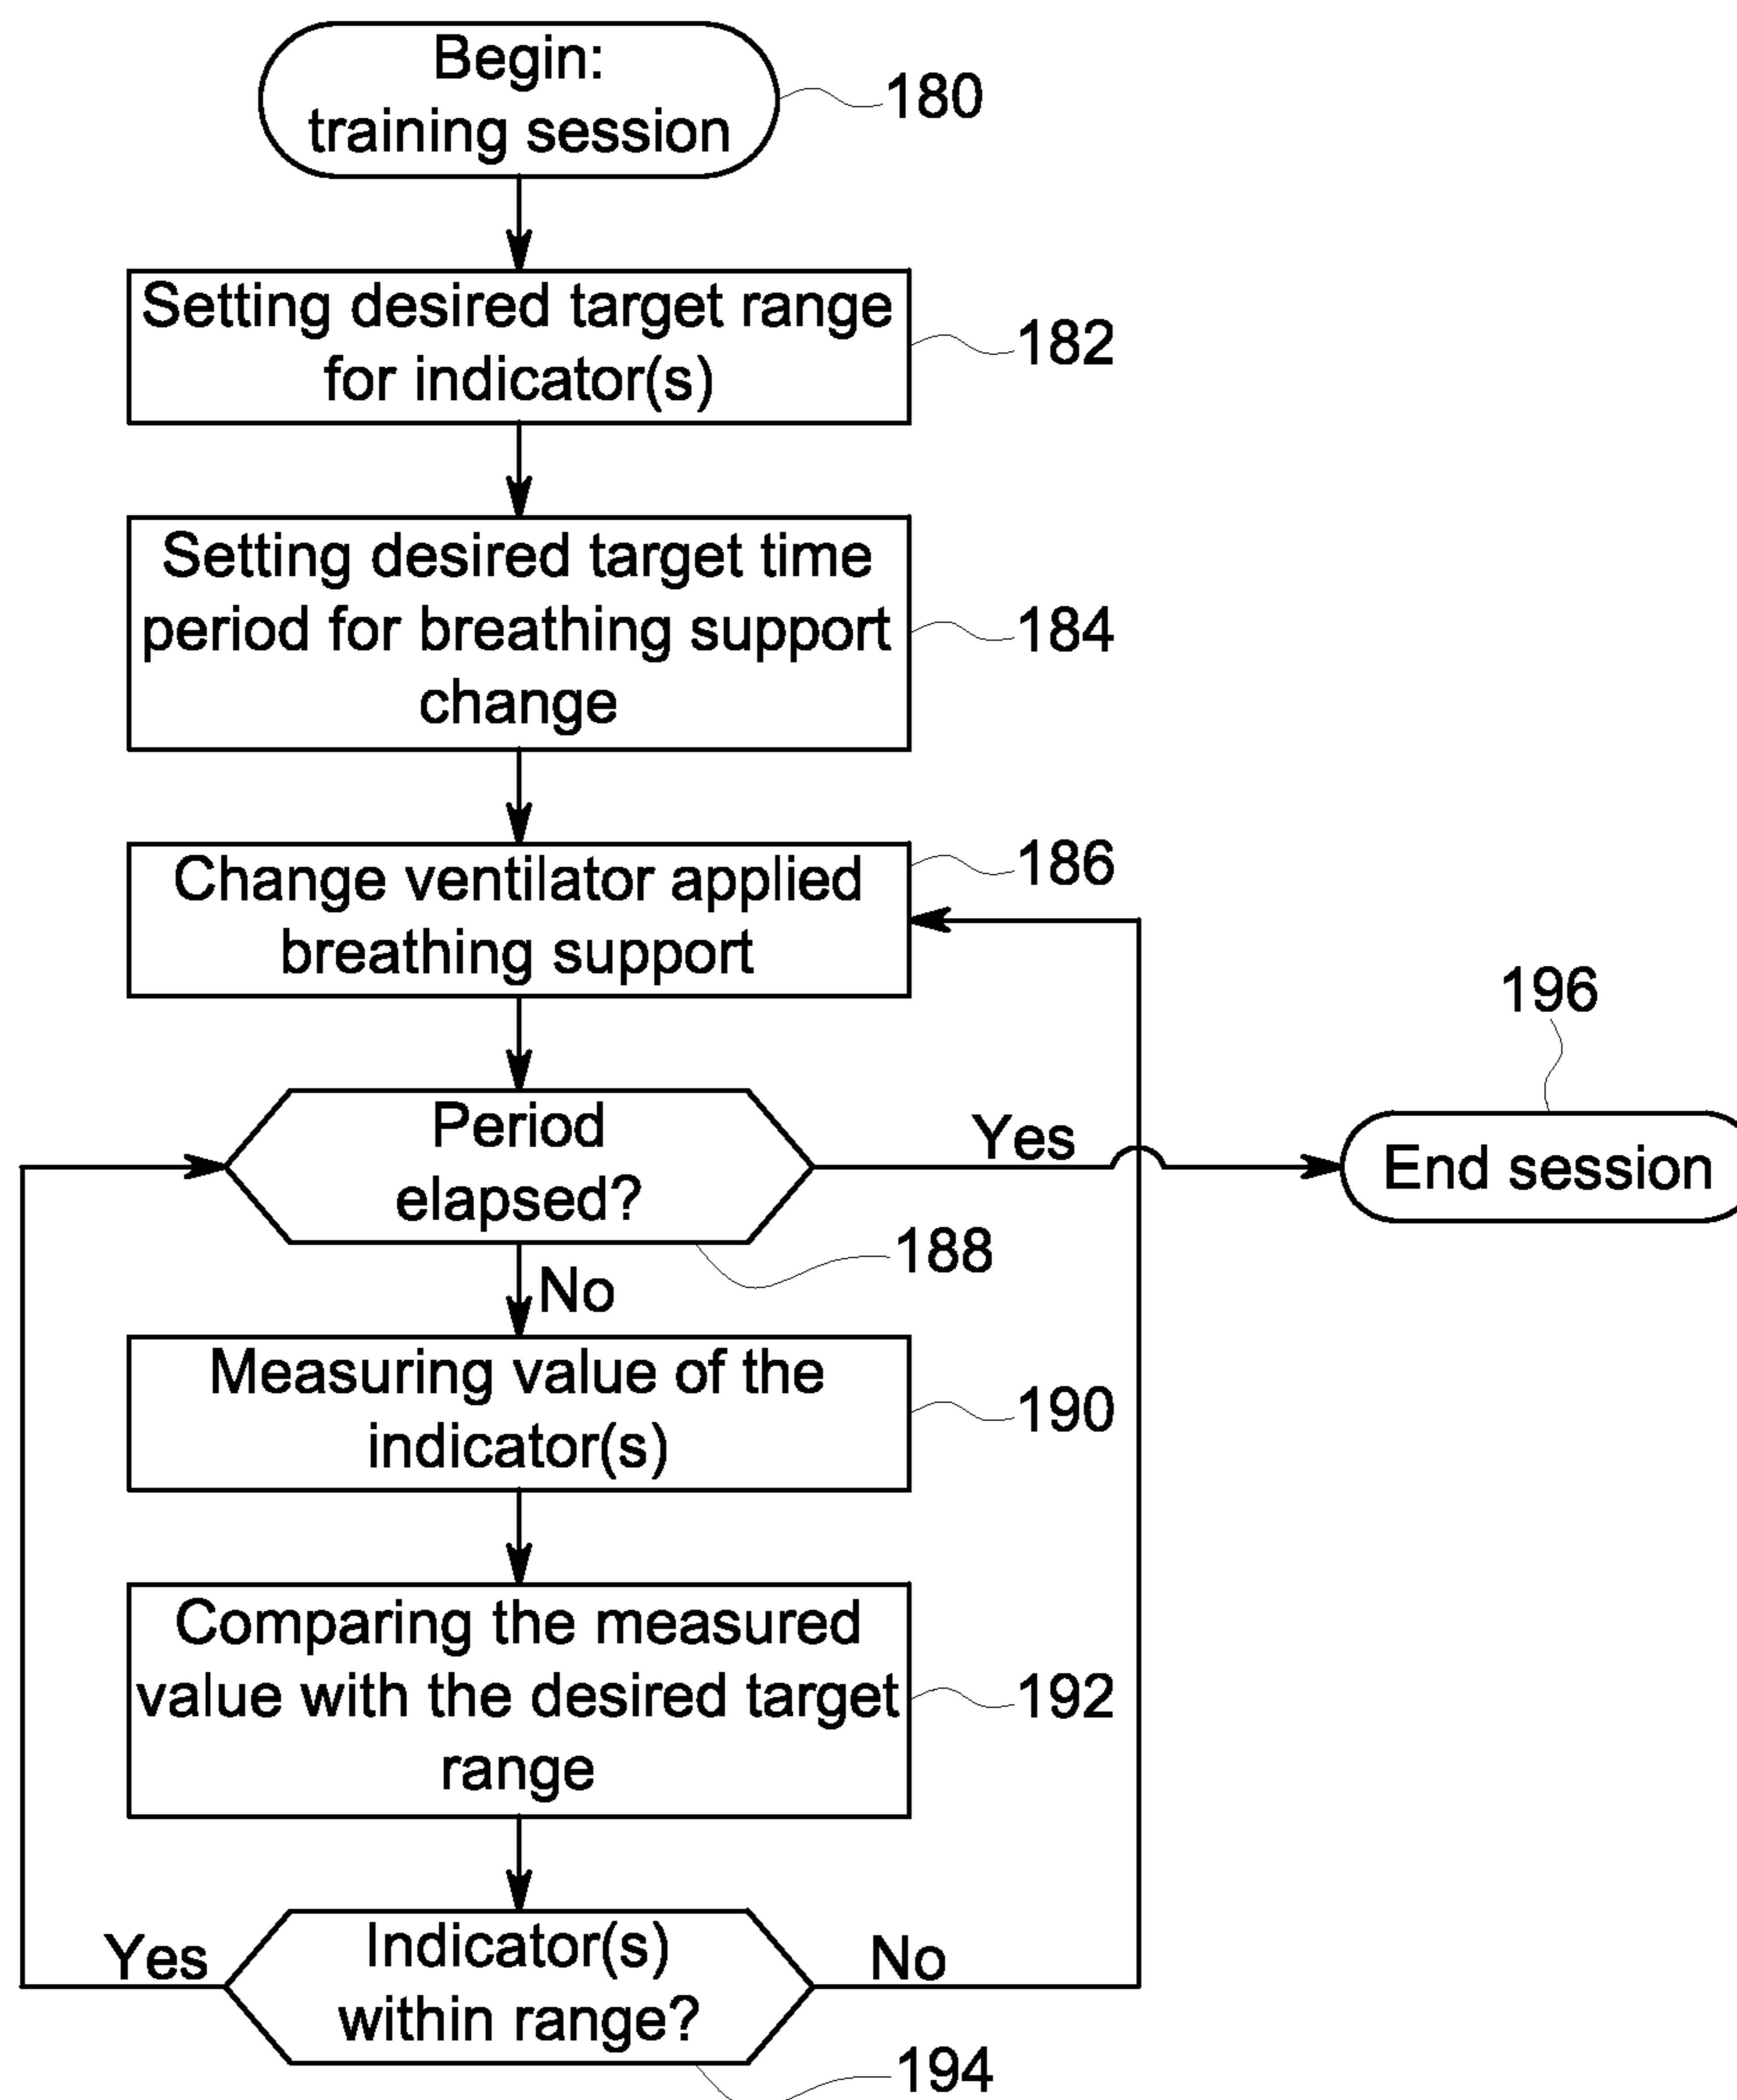 Begin:
training session
180
Setting desired target range
for indicator(s)
182
Setting desired target time
period for breathing support
change
184
Change ventilator applied
breathing support
186
Period
elapsed?
188
Yes
196
End session
No
Measuring value of the
indicator(s)
190
Comparing the measured
value with the desired target
range
192
Yes
Indicator(s)
within range?
No
194